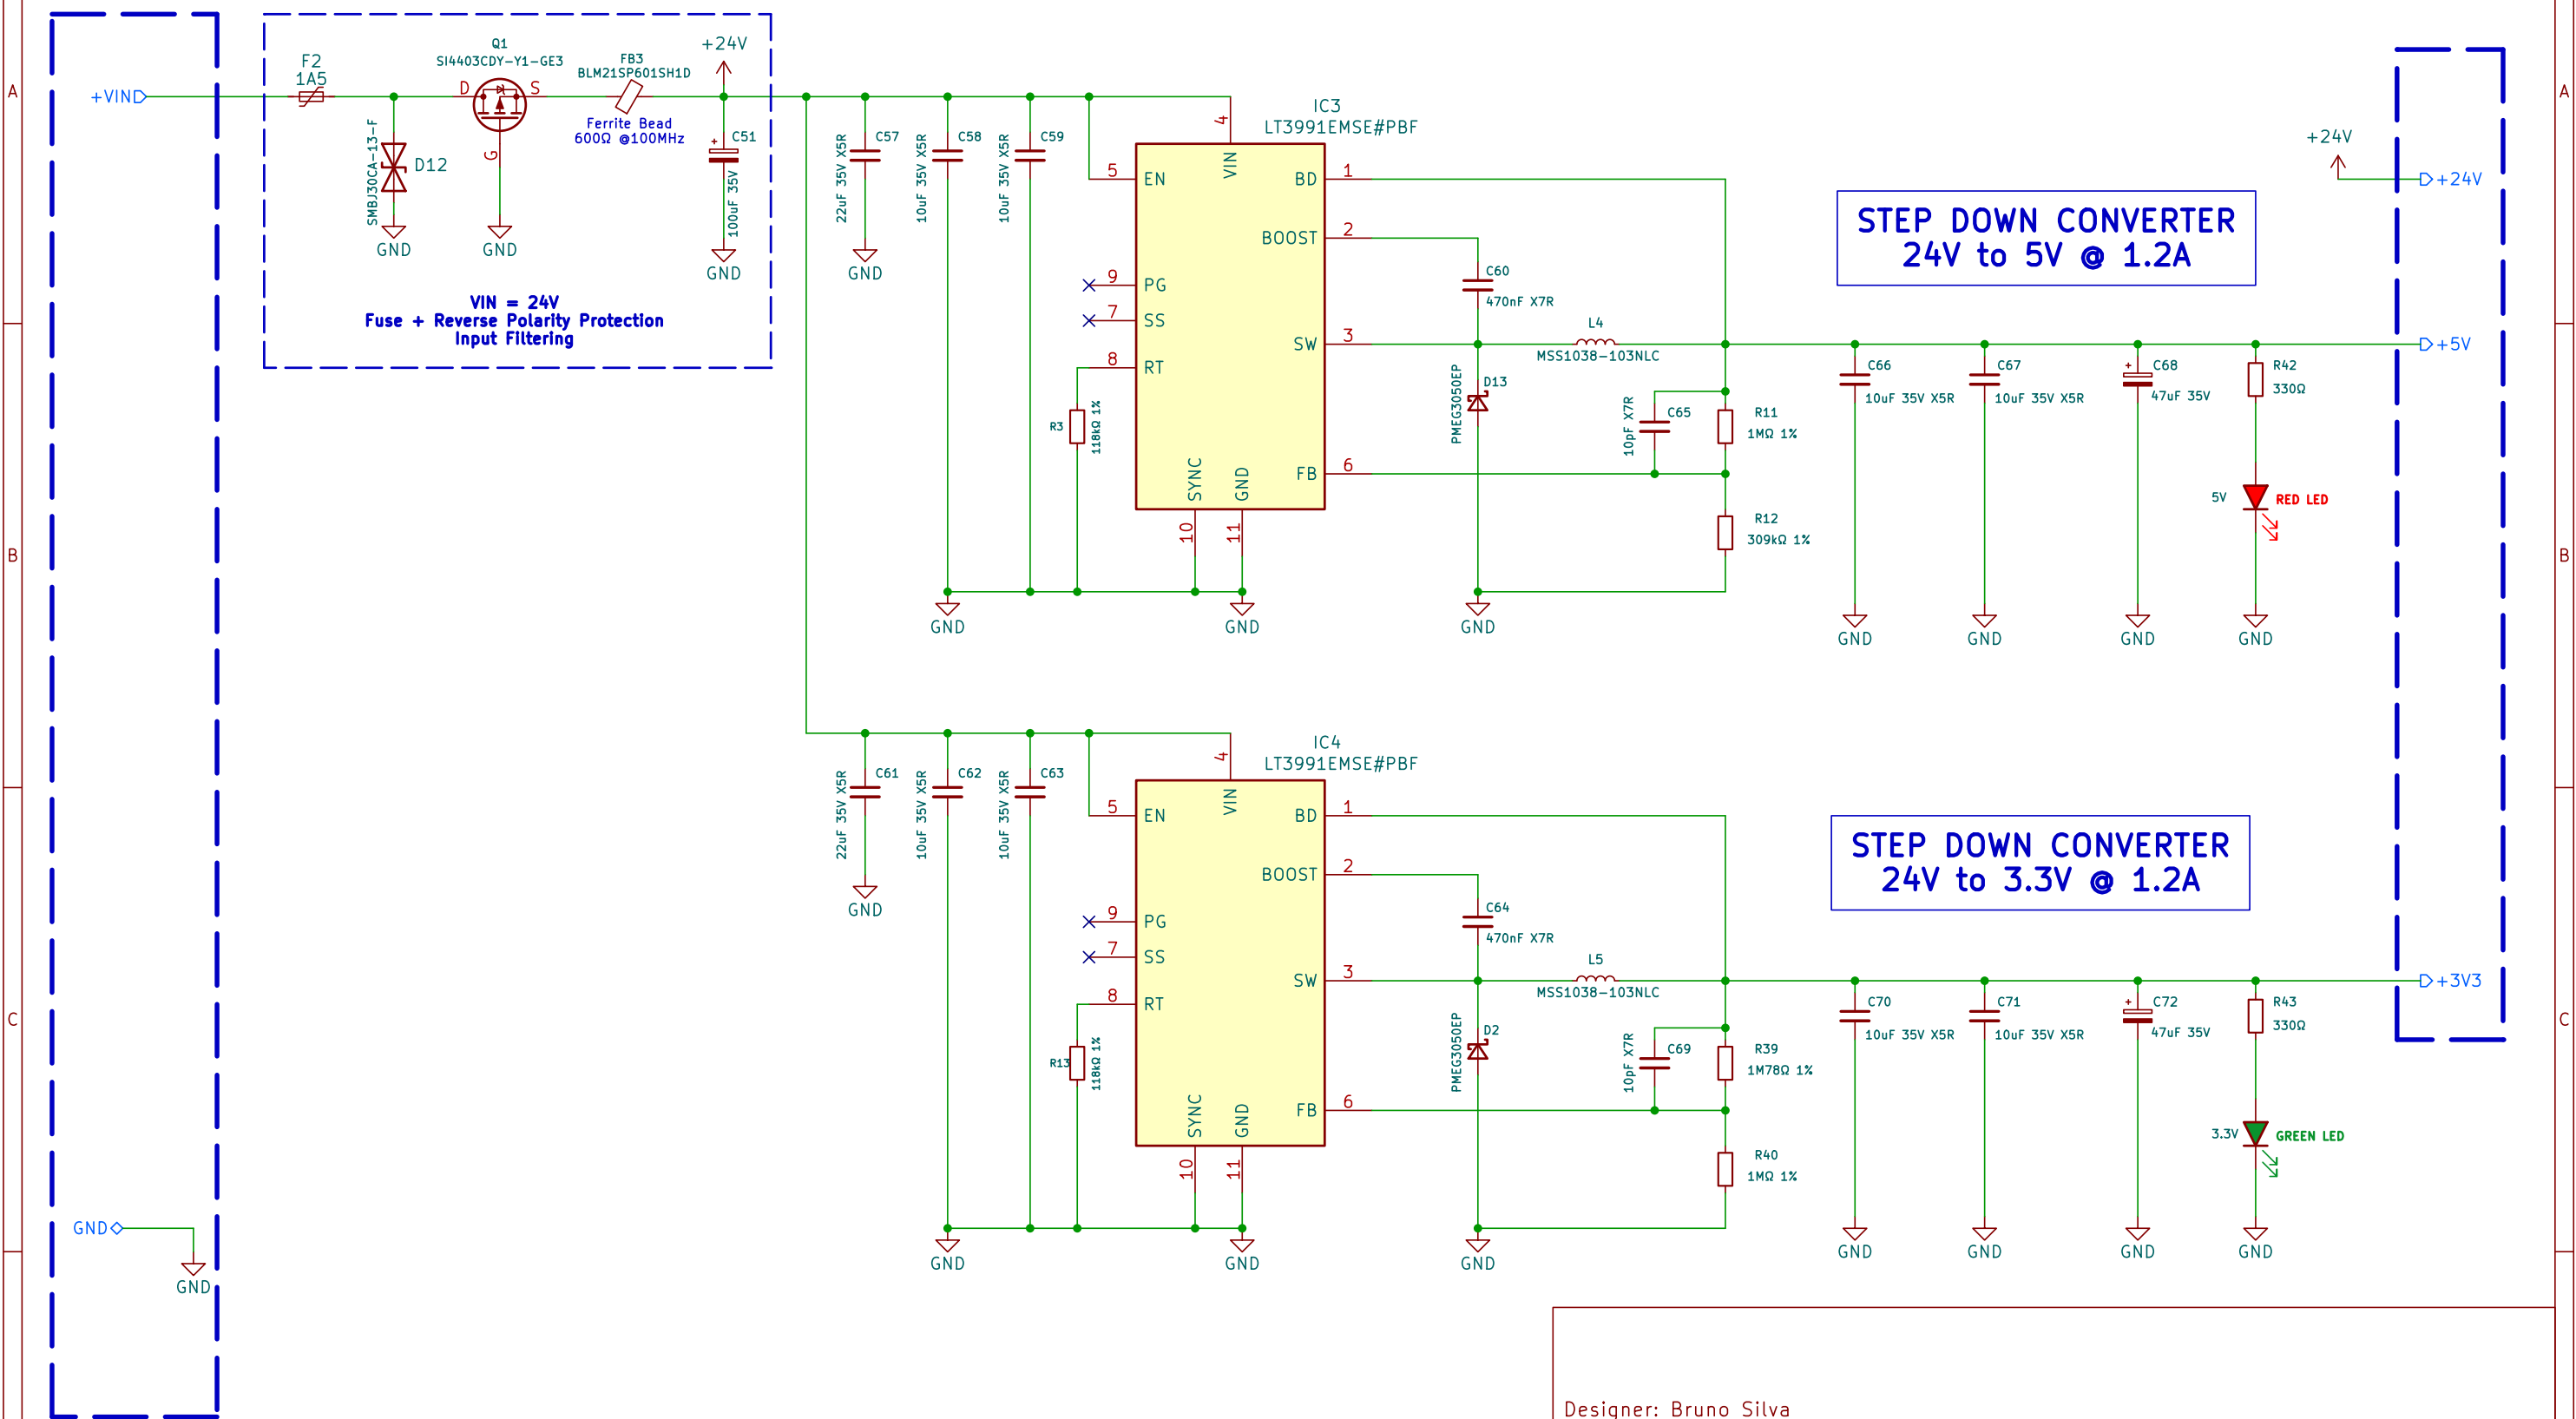 A
A
B
B
C
C
+VIN
F2
1A5
Q1
SI4403CDY-Y1-GE3
D
S
G
FB3
BLM21SP601SH1D
Ferrite Bead
600Ω @100MHz
+24V
SMBJ30CA-13-F
D12
GND
GND
C51
100uF 35V
GND
VIN = 24V
Fuse + Reverse Polarity Protection
Input Filtering
C57
22uF 35V X5R
GND
C58
10uF 35V X5R
C59
10uF 35V X5R
IC3
LT3991EMSE#PBF
4
VIN
5
EN
9
PG
7
SS
8
RT
BD
1
BOOST
2
SW
3
FB
6
SYNC
10
GND
11
R3
118kΩ 1%
GND
GND
C60
470nF X7R
L4
MSS1038-103NLC
D13
PMEG3050EP
C65
10pF X7R
R11
1MΩ 1%
R12
309kΩ 1%
GND
STEP DOWN CONVERTER
24V to 5V @ 1.2A
+24V
+24V
+5V
C66
10uF 35V X5R
GND
C67
10uF 35V X5R
GND
C68
47uF 35V
GND
R42
330Ω
5V
RED LED
GND
C61
22uF 35V X5R
GND
C62
10uF 35V X5R
C63
10uF 35V X5R
IC4
LT3991EMSE#PBF
4
VIN
5
EN
9
PG
7
SS
8
RT
BD
1
BOOST
2
SW
3
FB
6
SYNC
10
GND
11
R13
118kΩ 1%
GND
GND
C64
470nF X7R
L5
MSS1038-103NLC
D2
PMEG3050EP
C69
10pF X7R
R39
1M78Ω 1%
R40
1MΩ 1%
GND
STEP DOWN CONVERTER
24V to 3.3V @ 1.2A
+3V3
C70
10uF 35V X5R
GND
C71
10uF 35V X5R
GND
C72
47uF 35V
GND
R43
330Ω
3.3V
GREEN LED
GND
GND
GND
Designer: Bruno Silva